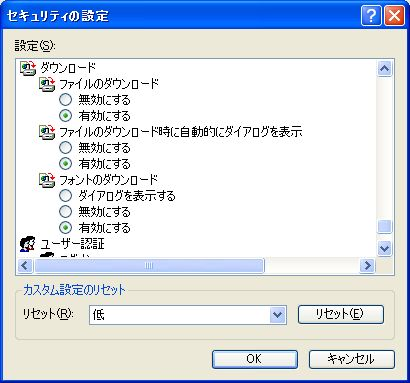 セキュリティの設定
設定(S):
ダウンロード
ファイルのダウンロード
無効にする
有効にする
ファイルのダウンロード時に自動的にダイアログを表示
無効にする
有効にする
フォントのダウンロード
ダイアログを表示する
無効にする
有効にする
ユーザー認証
カスタム設定のリセット
リセット(R): 低 リセット(E)
OK キャンセル